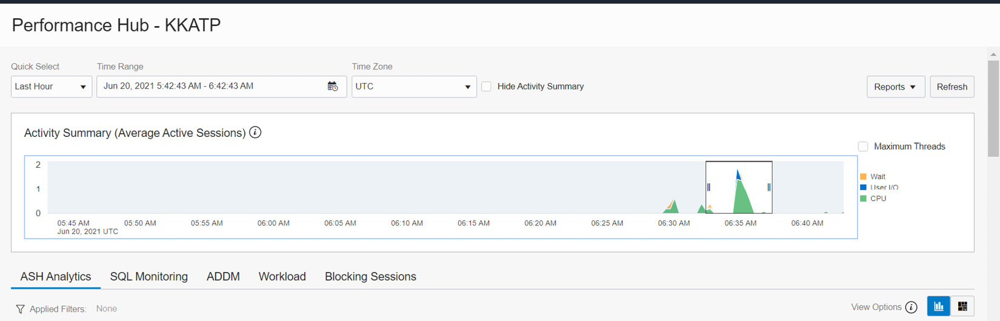 Performance Hub - KKATP
Quick Select
Time Range
Time Zone
Last Hour
Jun 20, 2021 5:42:43 AM - 6:42:43 AM
UTC
Hide Activity Summary
Reports
Refresh
Activity Summary (Average Active Sessions)
Maximum Threads
2
1
0
Wait
User I/O
CPU
05:45 AM 05:50 AM 05:55 AM 06:00 AM 06:05 AM 06:10 AM 06:15 AM 06:20 AM 06:25 AM 06:30 AM 06:35 AM 06:40 AM
Jun 20, 2021 UTC
ASH Analytics SQL Monitoring ADDM Workload Blocking Sessions
Applied Filters: None
View Options